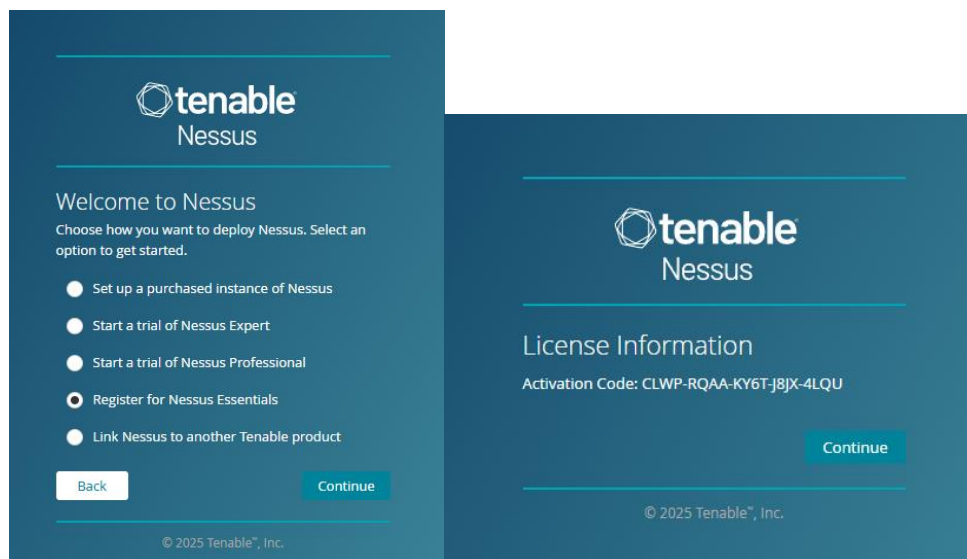 tenable
Nessus
Welcome to Nessus
Choose how you want to deploy Nessus. Select an
option to get started.
Set up a purchased instance of Nessus
Start a trial of Nessus Expert
Start a trial of Nessus Professional
Register for Nessus Essentials
Link Nessus to another Tenable product
Back
Continue
© 2025 Tenable™, Inc.
tenable
Nessus
License Information
Activation Code: CLWP-RQAA-KY6T-J8JX-4LQU
Continue
© 2025 Tenable™, Inc.